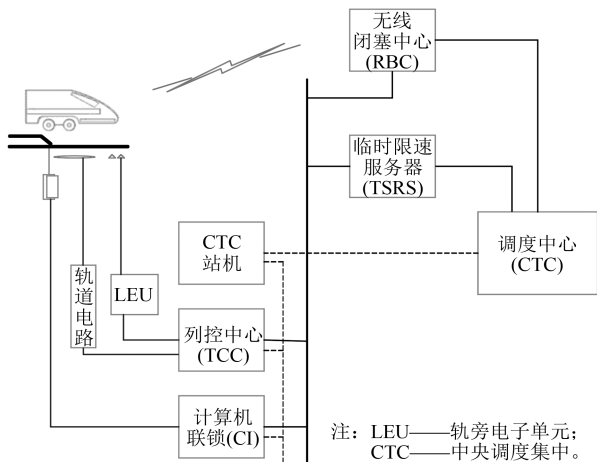 无线
闭塞中心
(RBC)
临时限速
服务器
(TSRS)
CTC
站机
调度中心
(CTC)
轨道电路
LEU
列控中心
(TCC)
计算机
联锁(CI)
注：LEU——轨旁电子单元；
CTC——中央调度集中。